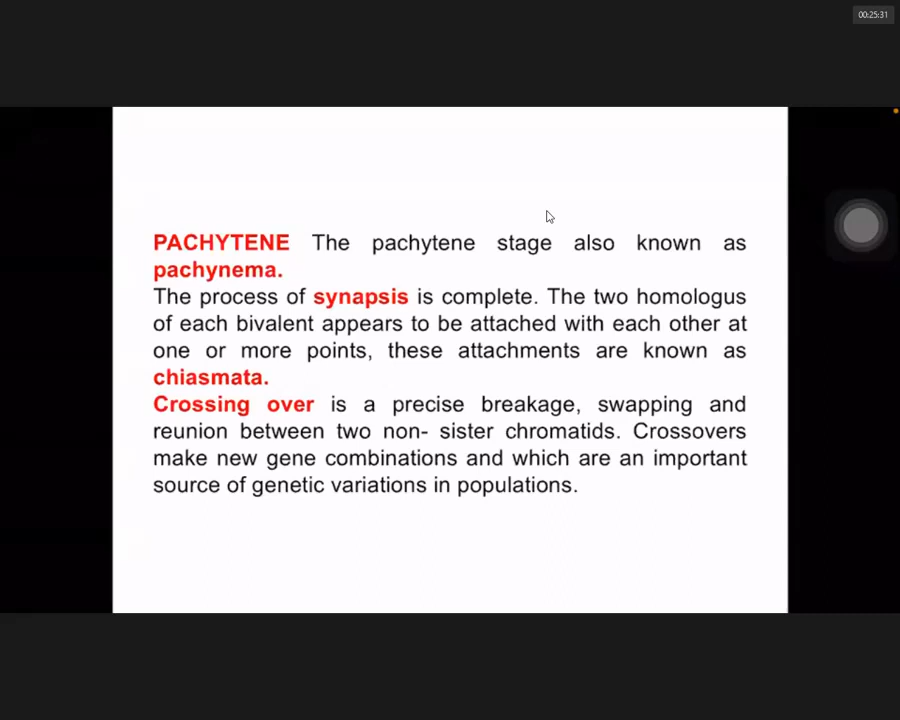 00:25:31
PACHYTENE The pachytene stage also known as
pachynema.
The process of synapsis is complete. The two homologus
of each bivalent appears to be attached with each other at
one or more points, these attachments are known as
chiasmata.
Crossing over is a precise breakage, swapping and
reunion between two non- sister chromatids. Crossovers
make new gene combinations and which are an important
source of genetic variations in populations.